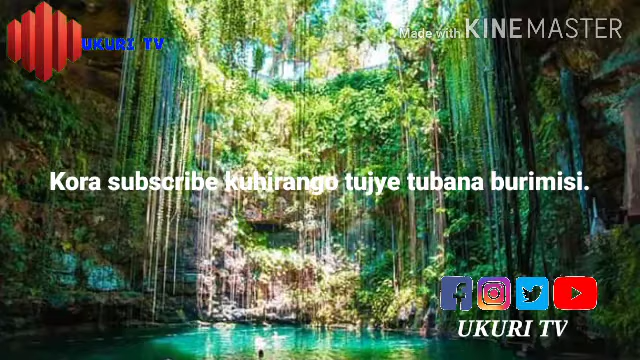 UKURI TV
Made with KINEMASTER
Kora subscribe kuhirango tujye tubana burimisi.
UKURI TV